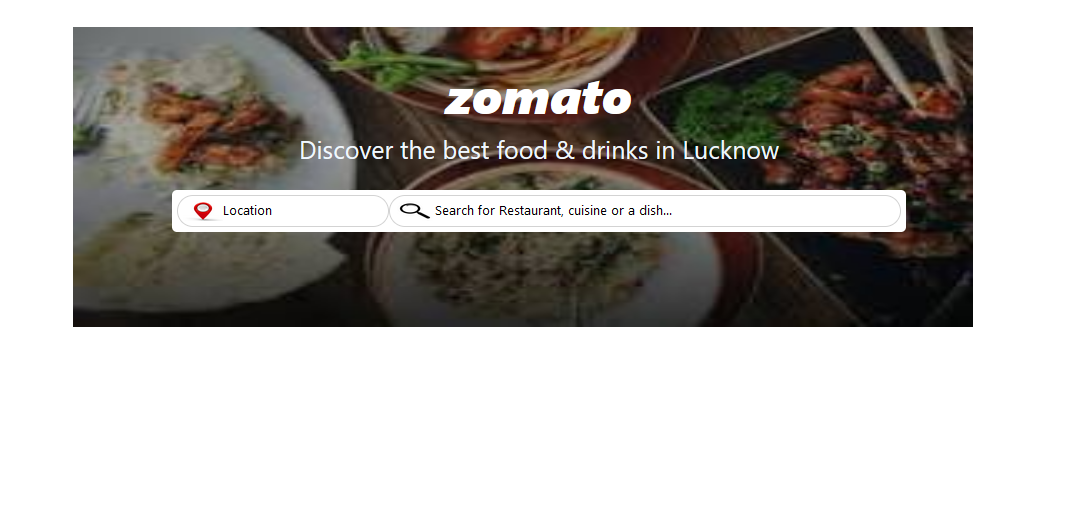 zomato
Discover the best food & drinks in Lucknow
Location
Search for Restaurant, cuisine or a dish...